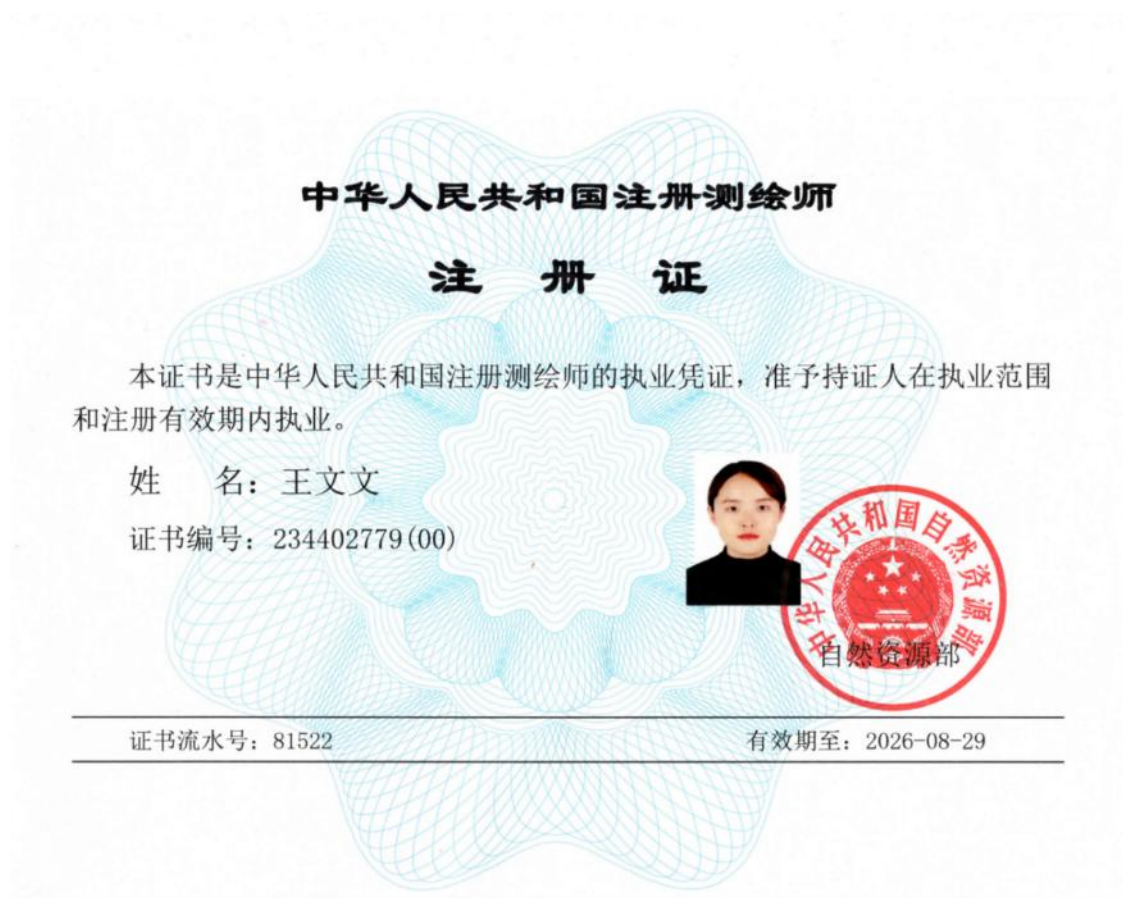 中华人民共和国注册测绘师
注 册 证
本证书是中华人民共和国注册测绘师的执业凭证，准予持证人在执业范围
和注册有效期内执业。
姓 名：王文文
证书编号：234402779(00)
中华人民共和国自然资源部
自然资源部
证书流水号：81522
有效期至：2026-08-29